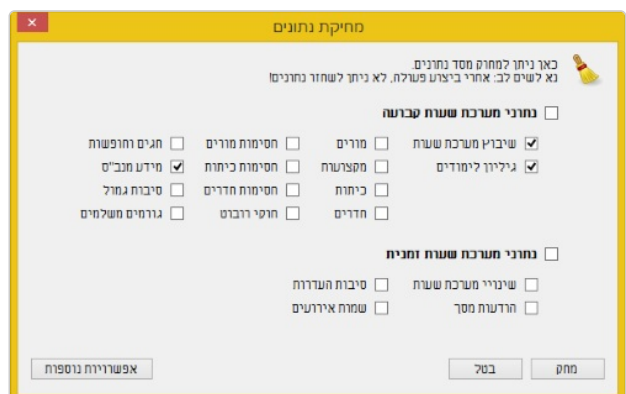 מחיקת נתונים
כאן ניתן למחוק מסד נתונים.
נא לשים לב: אחרי ביצוע פעולה, לא ניתן לשחזר נתונים!
נתוני מערכת שעות קבועה
שיבוץ מערכת שעות מורים חסימות מורים חגים וחופשות
גיליון לימודים מקצועות חסימות כיתות מידע מנב"ס
כיתות חסימות חדרים סיבות גמול
חדרים חוקי רובוט גורמים משלמים
נתוני מערכת שעות זמנית
שינויי מערכת שעות סיבות העדרות
הודעות מסך שמות אירועים
מחק בטל אפשרויות נוספות